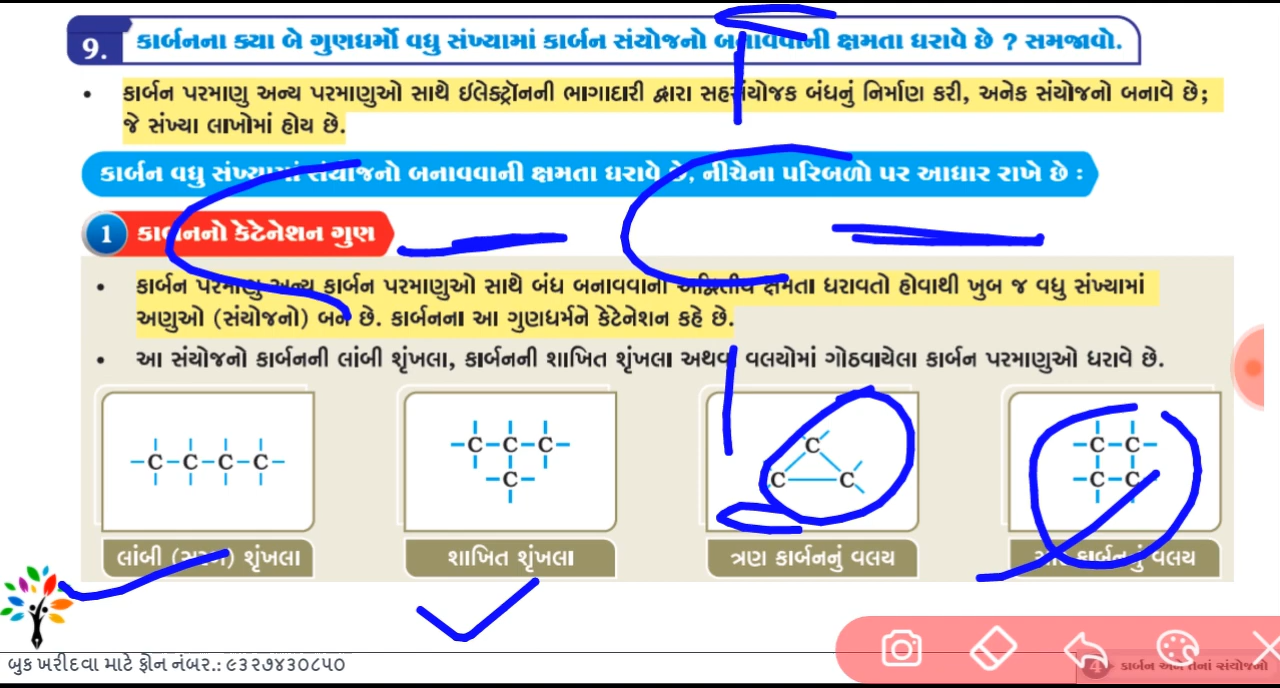 9. કાર્બનના ક્યા બે ગુણધર્મો વધુ સંખ્યામાં કાર્બન સંયોજનો બનાવવાની ક્ષમતા ધરાવે છે ? સમજાવો.
• કાર્બન પરમાણુ અન્ય પરમાણુઓ સાથે ઈલેક્ટ્રૉનની ભાગીદારી દ્વારા સહસંયોજક બંધનું નિર્માણ કરી, અનેક સંયોજનો બનાવે છે;
જે સંખ્યા લાખોમાં હોય છે.
કાર્બન વધુ સંખ્યામાં સંયોજનો બનાવવાની ક્ષમતા ધરાવે છે, નીચેના પરિબળો પર આધાર રાખે છે :
1 કાર્બનનો કેટેનેશન ગુણ
• કાર્બન પરમાણુ અન્ય કાર્બન પરમાણુઓ સાથે બંધ બનાવવાની અદ્વિતીય ક્ષમતા ધરાવતો હોવાથી ખુબ જ વધુ સંખ્યામાં
અણુઓ (સંયોજનો) બને છે. કાર્બનના આ ગુણધર્મને કેટેનેશન કહે છે.
• આ સંયોજનો કાર્બનની લાંબી શૃંખલા, કાર્બનની શાખિત શૃંખલા અથવા વલયોમાં ગોઠવાયેલા કાર્બન પરમાણુઓ ધરાવે છે.
C C C C
C C C
C
C
C C
C C
C C
લાંબી (સરળ) શૃંખલા
શાખિત શૃંખલા
ત્રણ કાર્બનનું વલય
ચાર કાર્બનનું વલય
બુક ખરીદવા માટે ફોન નંબર.: ૯૩૨૭૪૩૦૮૫૦
4 કાર્બન અને તેનાં સંયોજનો